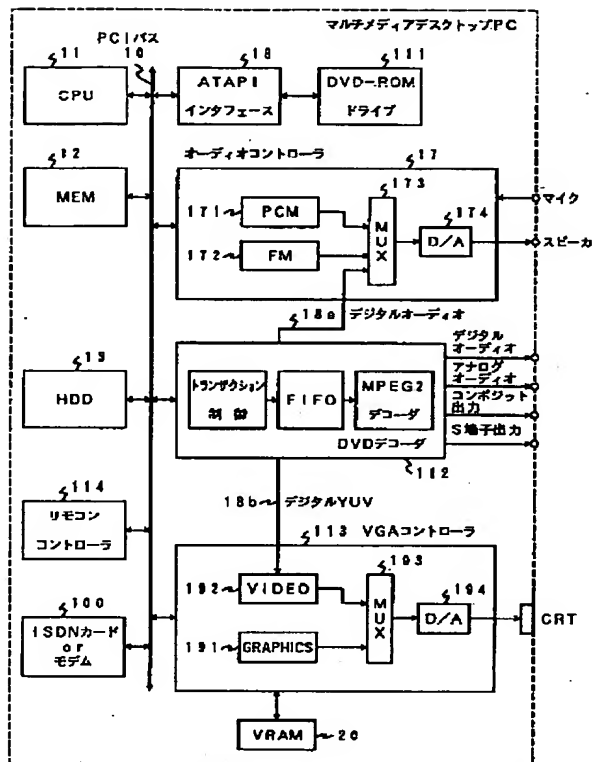 マルチメディアデスクトップPC
PCIバス
10
11
CPU
18
ATAPI
インタフェース
111
DVD-ROM
ドライブ
12
MEM
オーディオコントローラ
17
171
PCM
172
FM
173
MUX
174
D/A
マイク
スピーカ
18a デジタルオーディオ
13
HDD
トランザクション
制御
FIFO
MPEG2
デコーダ
DVDデコーダ
112
デジタル
オーディオ
アナログ
オーディオ
コンポジット
出力
S端子出力
114
リモコン
コントローラ
18b デジタルYUV
113 VGAコントローラ
192
VIDEO
191
GRAPHICS
193
MUX
194
D/A
CRT
100
ISDNカード
or
モデム
VRAM
20